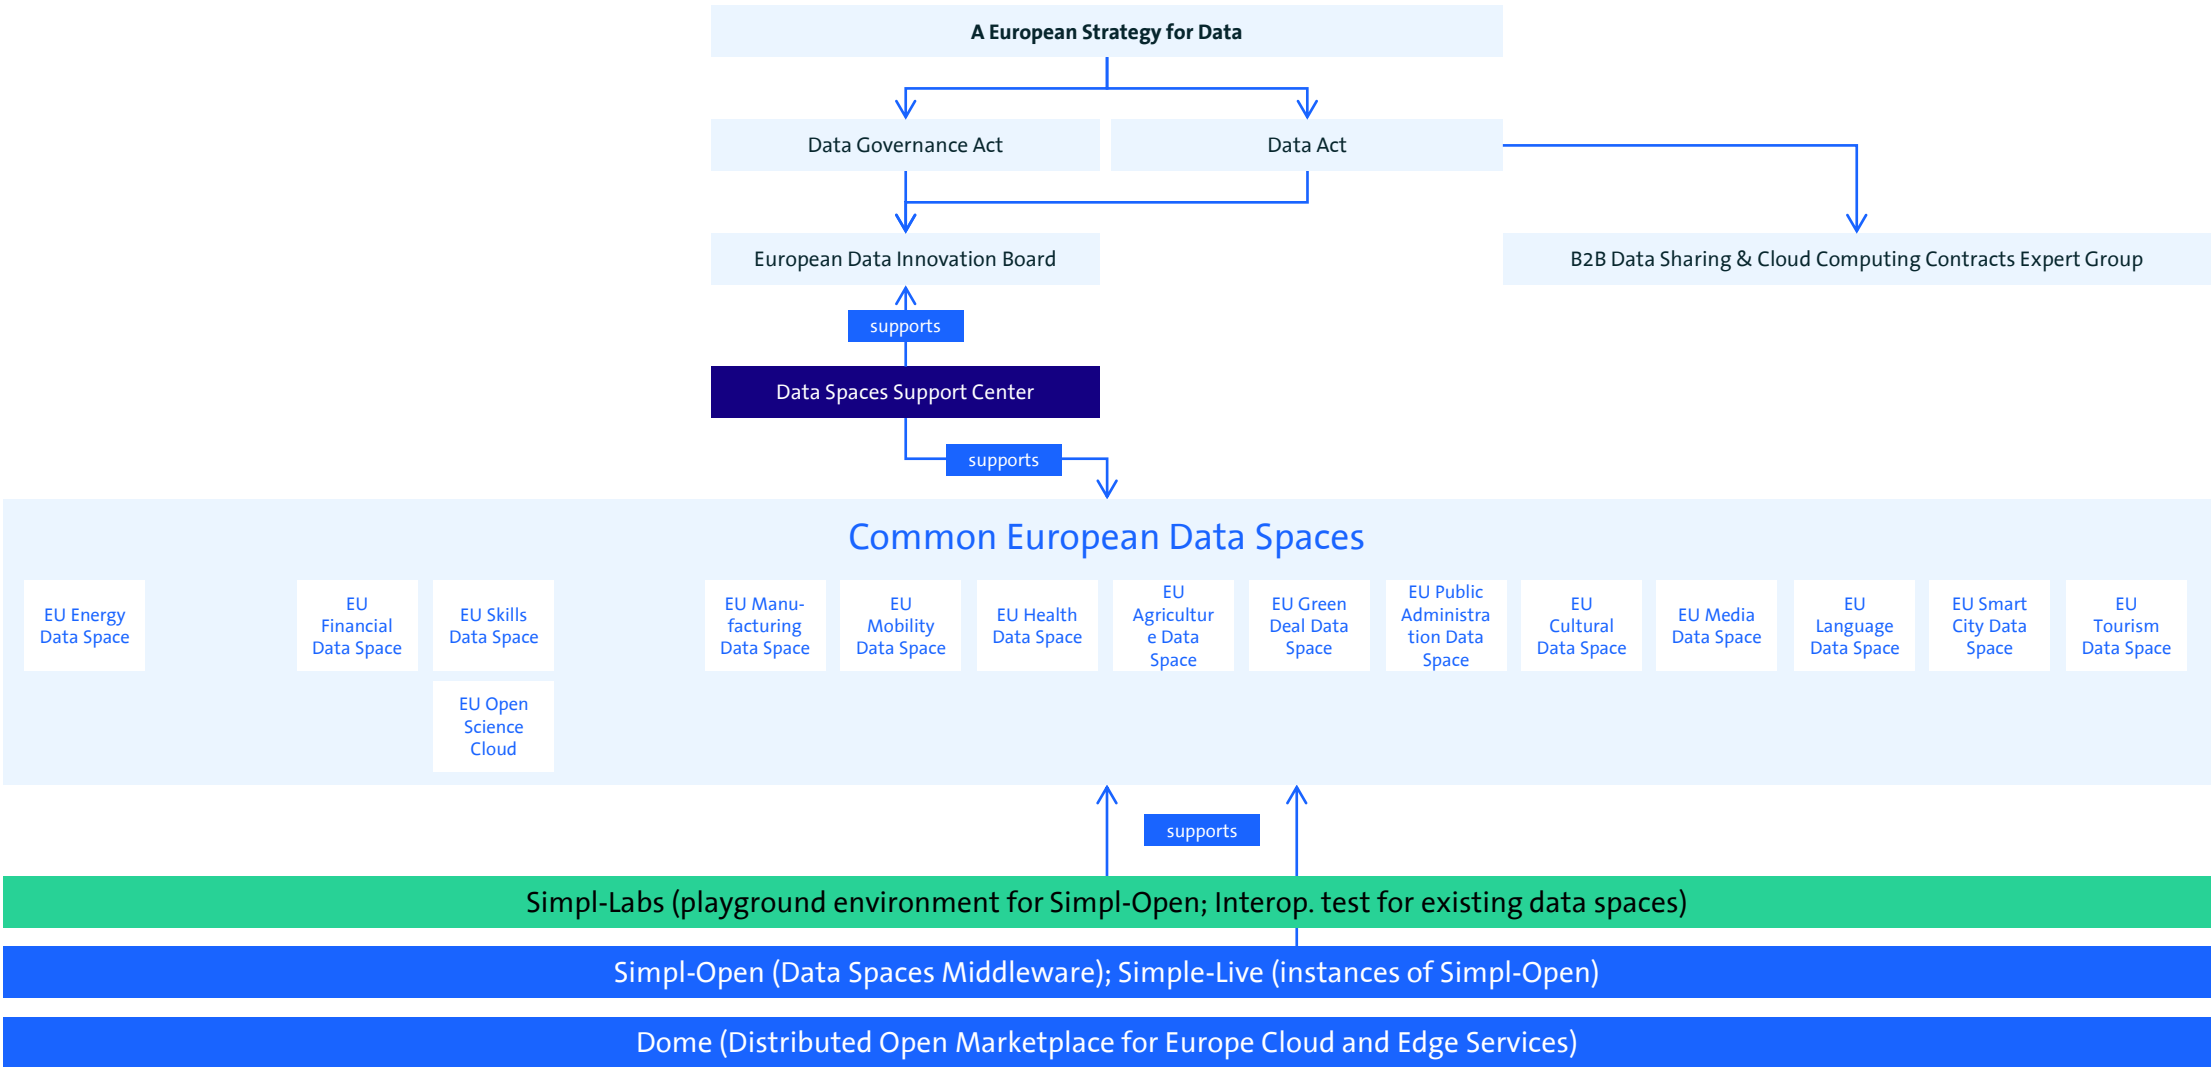 A European Strategy for Data
Data Governance Act
Data Act
European Data Innovation Board
B2B Data Sharing & Cloud Computing Contracts Expert Group
supports
Data Spaces Support Center
supports
Common European Data Spaces
EU Energy
Data Space
EU
Financial
Data Space
EU Skills
Data Space
EU Manu-
facturing
Data Space
EU
Mobility
Data Space
EU Health
Data Space
EU
Agricultur
e Data
Space
EU Green
Deal Data
Space
EU Public
Administra
tion Data
Space
EU
Cultural
Data Space
EU Media
Data Space
EU
Language
Data Space
EU Smart
City Data
Space
EU
Tourism
Data Space
EU Open
Science
Cloud
supports
Simpl-Labs (playground environment for Simpl-Open; Interop. test for existing data spaces)
Simpl-Open (Data Spaces Middleware); Simple-Live (instances of Simpl-Open)
Dome (Distributed Open Marketplace for Europe Cloud and Edge Services)